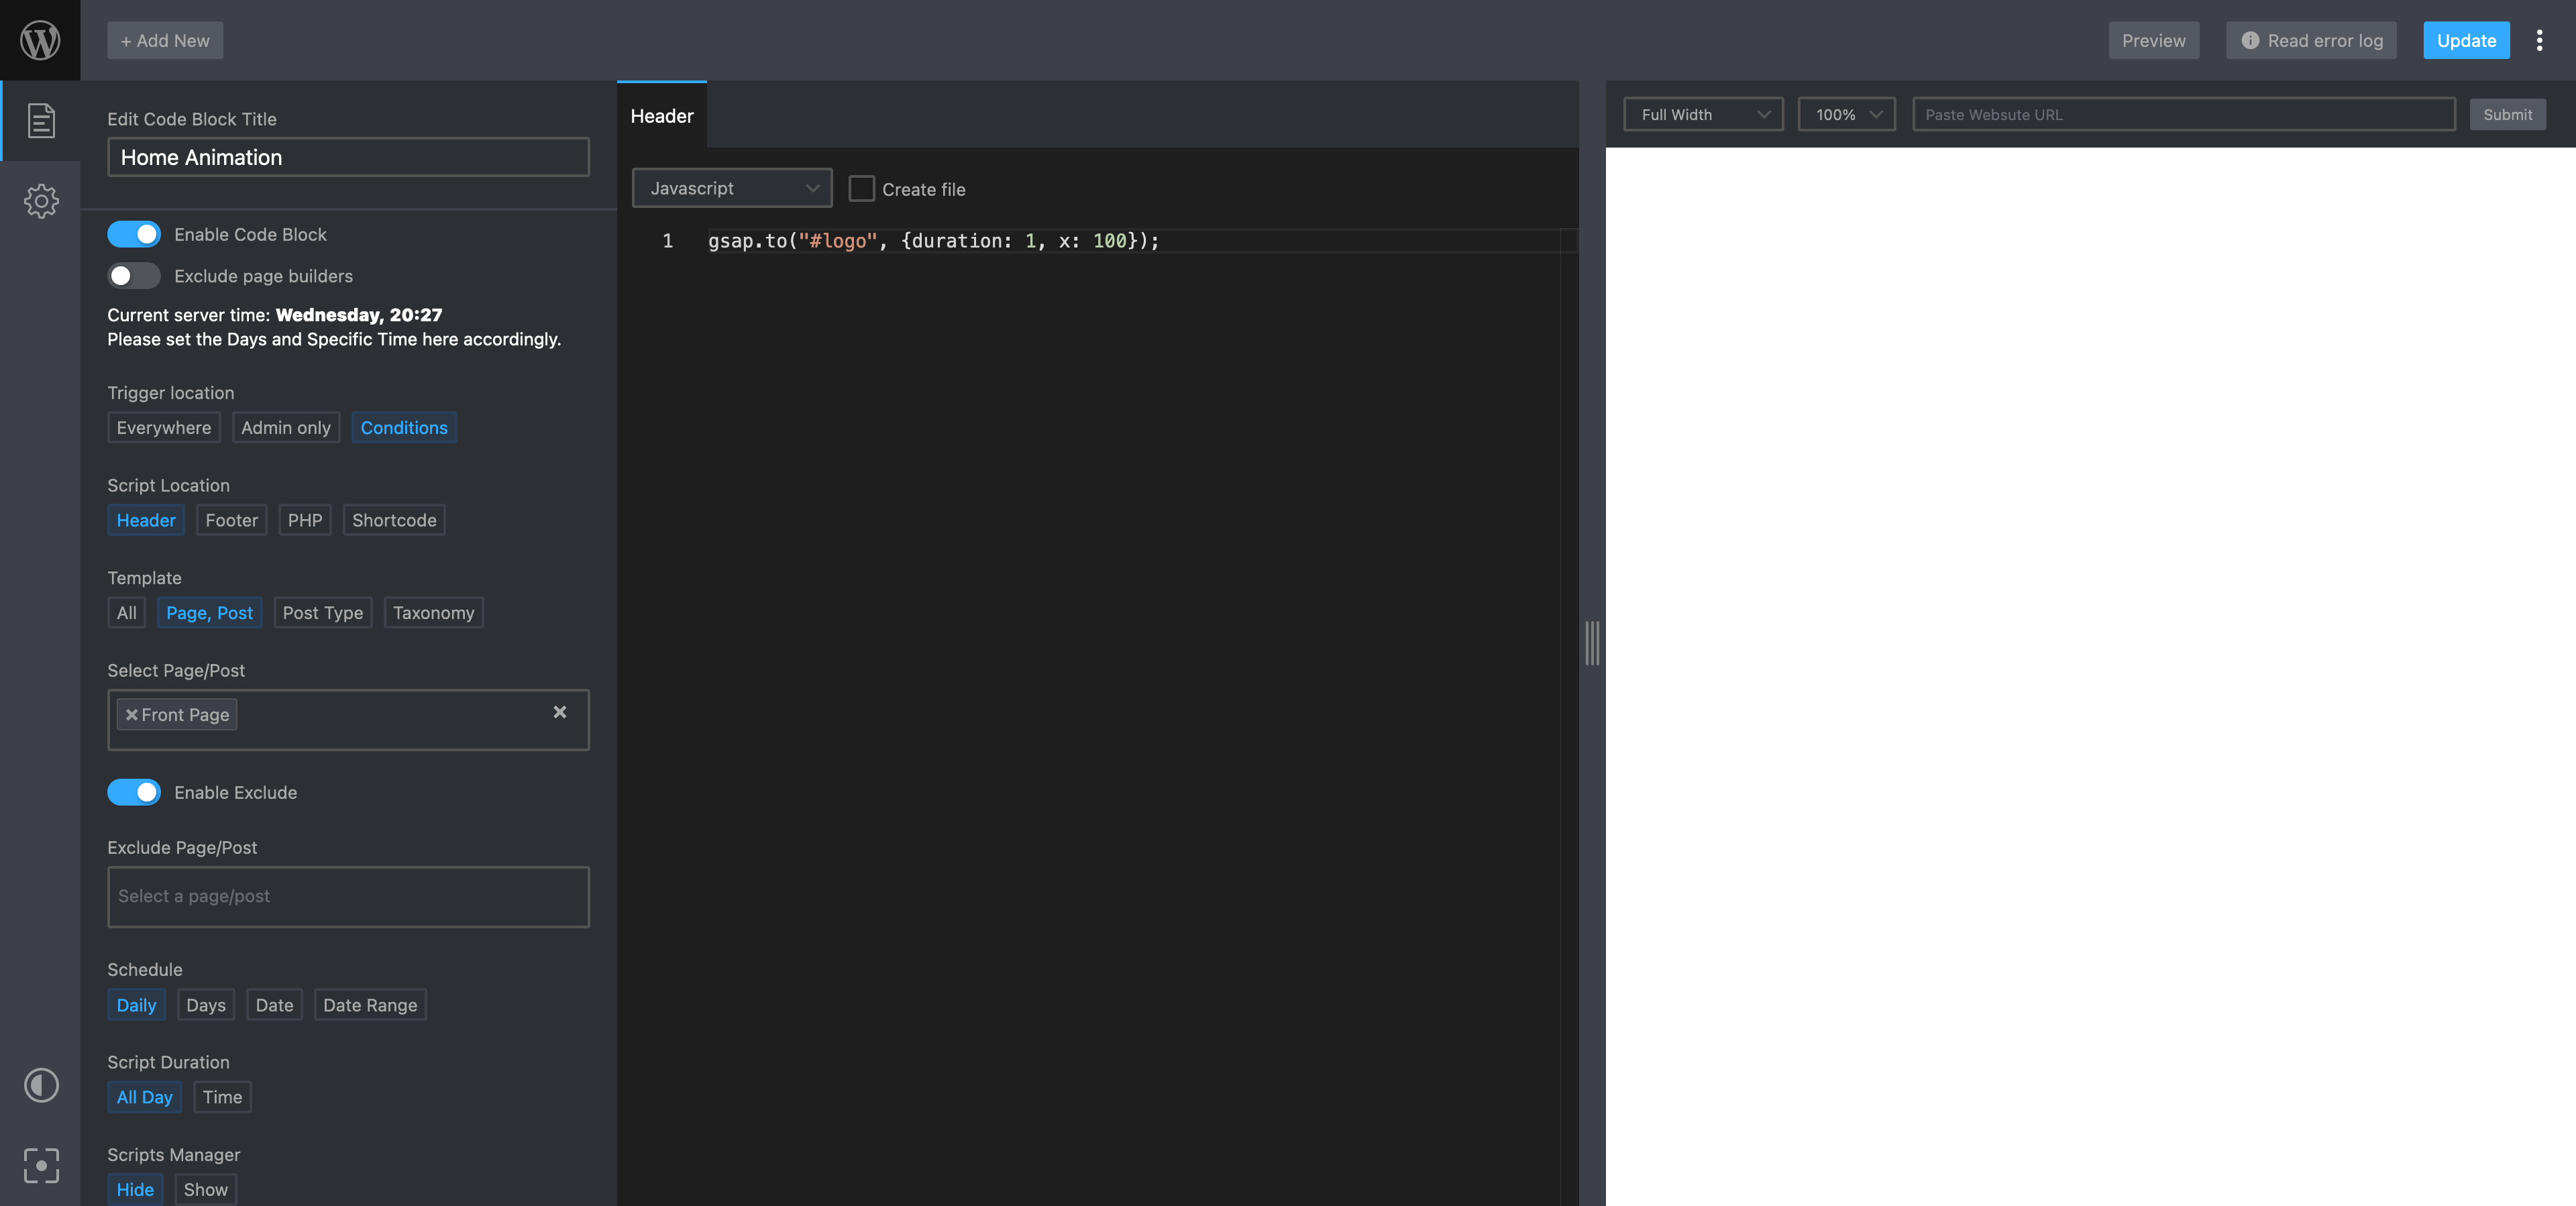 + Add New
Preview
Read error log
Update
Edit Code Block Title
Home Animation
Enable Code Block
Exclude page builders
Current server time: Wednesday, 20:27
Please set the Days and Specific Time here accordingly.
Trigger location
Everywhere Admin only Conditions
Script Location
Header Footer PHP Shortcode
Template
All Page, Post Post Type Taxonomy
Select Page/Post
Front Page
Enable Exclude
Exclude Page/Post
Select a page/post
Schedule
Daily Days Date Date Range
Script Duration
All Day Time
Scripts Manager
Hide Show
Header
Javascript
Create file
1 gsap.to("#logo", {duration: 1, x: 100});
Full Width
100%
Paste Websute URL
Submit